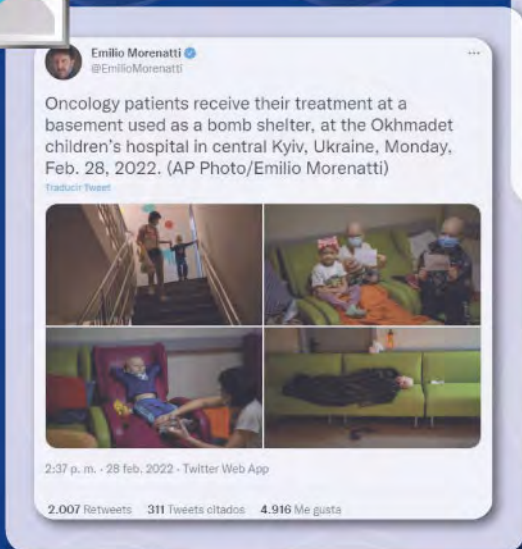 Emilio Morenatti
@EmilioMorenatti
Oncology patients receive their treatment at a
basement used as a bomb shelter, at the Okhmadet
children's hospital in central Kyiv, Ukraine, Monday,
Feb. 28, 2022. (AP Photo/Emilio Morenatti)
Traducir Tweet
2:37 p. m. · 28 feb. 2022 · Twitter Web App
2.007 Retweets 311 Tweets citados 4.916 Me gusta